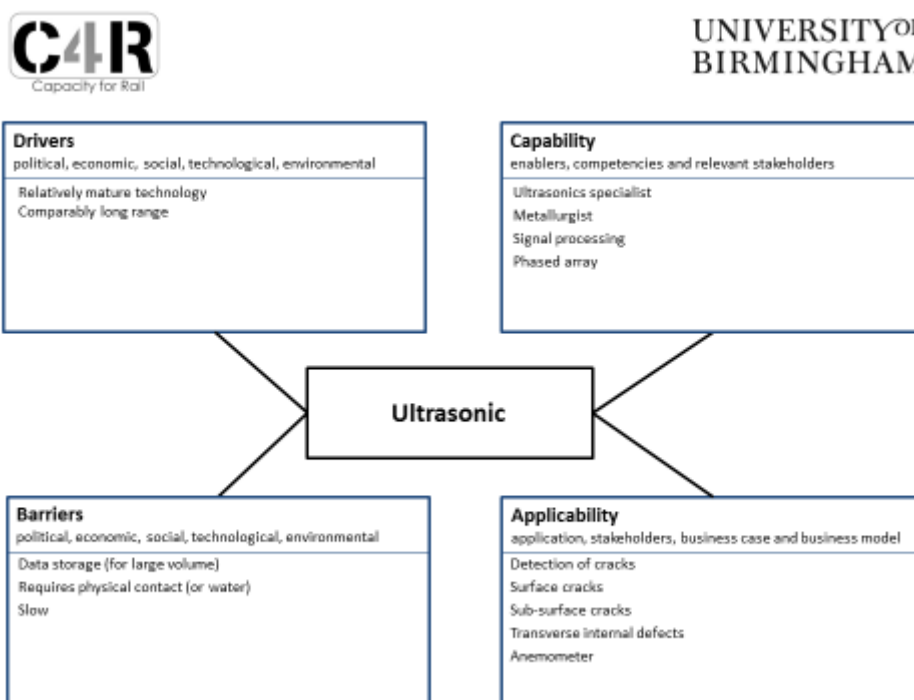 C4R
Capacity for Rail
UNIVERSITY OF
BIRMINGHAM
Drivers
political, economic, social, technological, environmental
Relatively mature technology
Comparably long range
Capability
enablers, competencies and relevant stakeholders
Ultrasonics specialist
Metallurgist
Signal processing
Phased array
Ultrasonic
Barriers
political, economic, social, technological, environmental
Data storage (for large volume)
Requires physical contact (or water)
Slow
Applicability
application, stakeholders, business case and business model
Detection of cracks
Surface cracks
Sub-surface cracks
Transverse internal defects
Anemometer